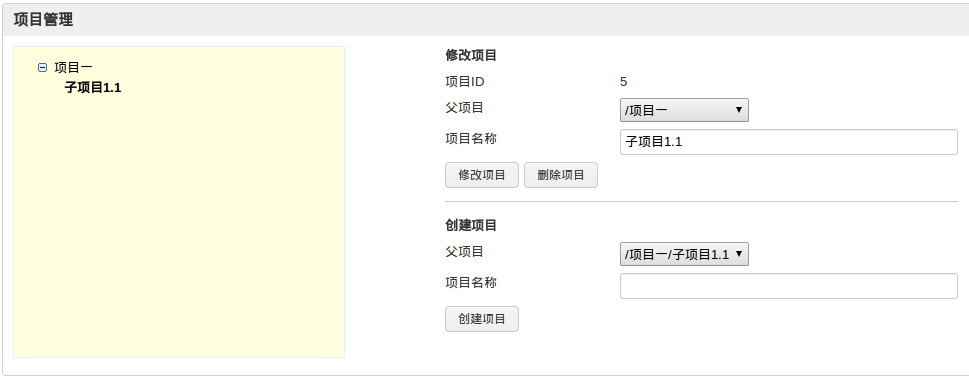 项目管理
项目一
子项目1.1
修改项目
项目ID 5
父项目 /项目一
项目名称 子项目1.1
修改项目 删除项目
创建项目
父项目 /项目一/子项目1.1
项目名称
创建项目